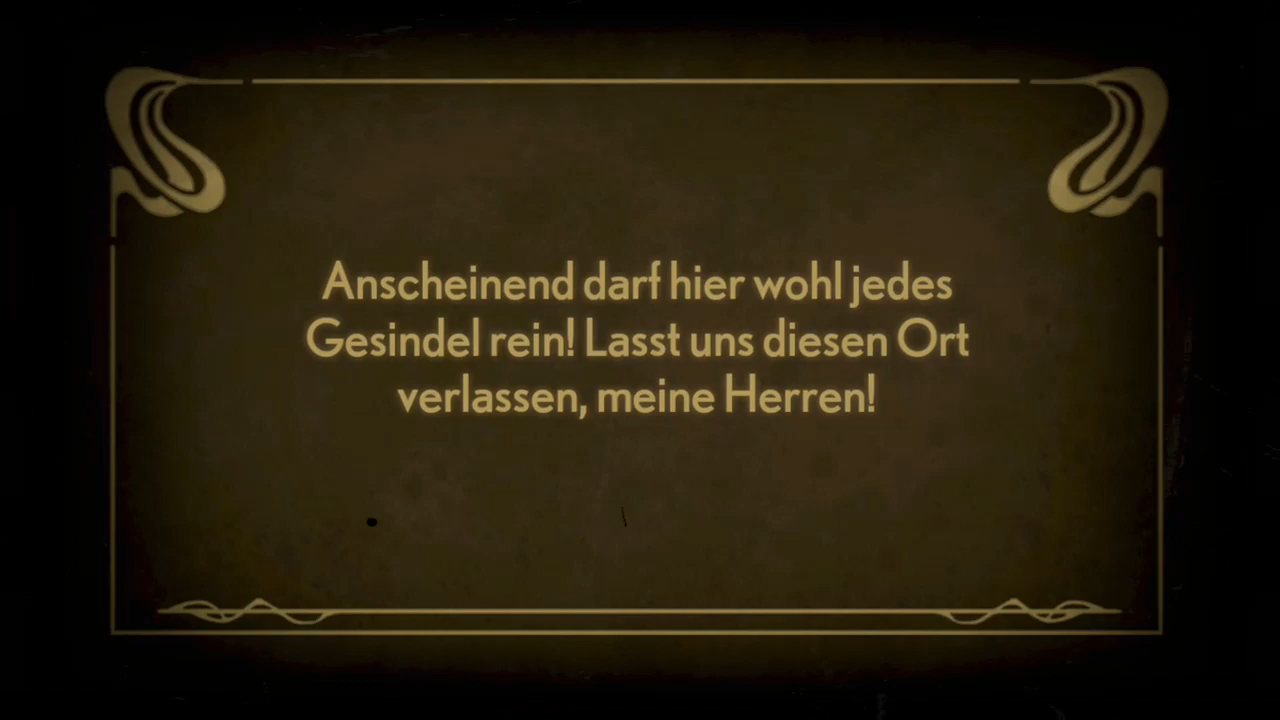 Anscheinend darf hier wohl jedes
Gesindel rein! Lasst uns diesen Ort
verlassen, meine Herren!